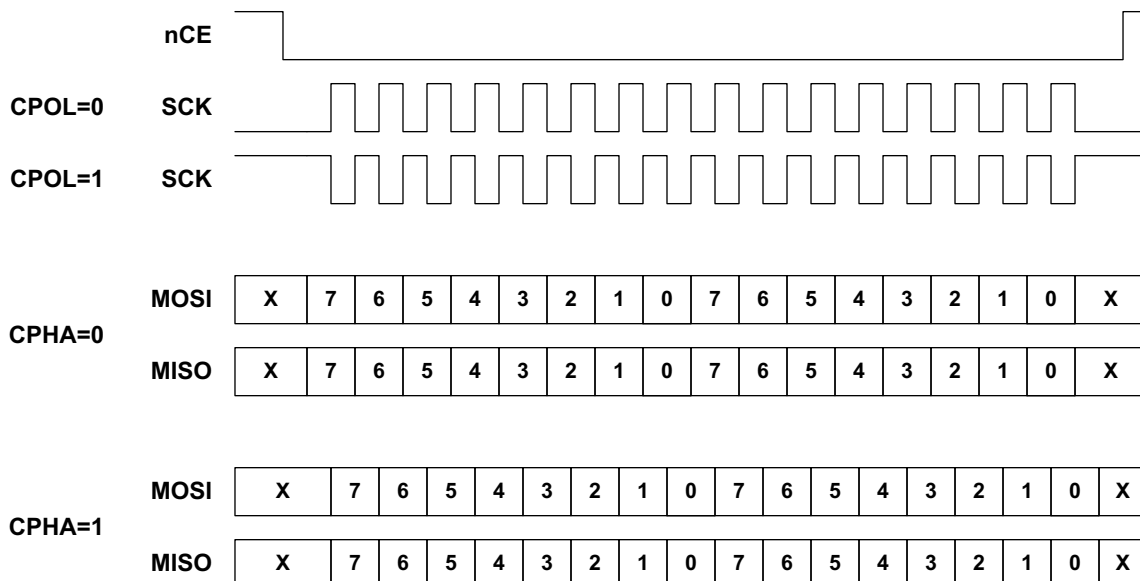 nCE
CPOL=0 SCK
CPOL=1 SCK
MOSI X 7 6 5 4 3 2 1 0 7 6 5 4 3 2 1 0 X
CPHA=0
MISO X 7 6 5 4 3 2 1 0 7 6 5 4 3 2 1 0 X
MOSI X 7 6 5 4 3 2 1 0 7 6 5 4 3 2 1 0 X
CPHA=1
MISO X 7 6 5 4 3 2 1 0 7 6 5 4 3 2 1 0 X